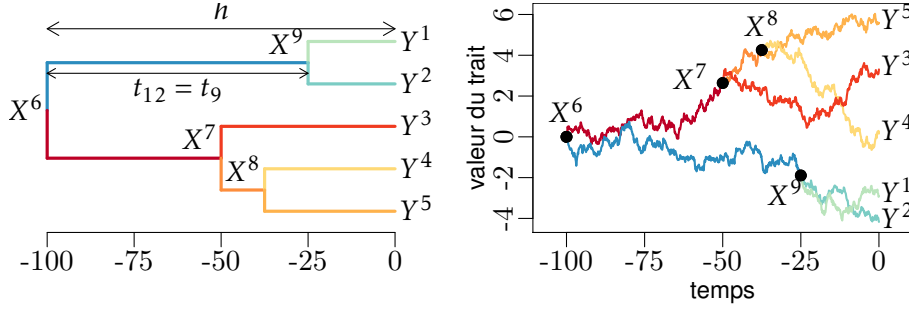 h
X⁹
Y¹
Y²
t₁₂ = t₉
X⁶
X⁷
Y³
X⁸
Y⁴
Y⁵
-100 -75 -50 -25 0
valeur du trait
6
4
2
0
-2
-4
X⁶
X⁷
X⁸
X⁹
Y⁵
Y³
Y⁴
Y¹
Y²
-100 -75 -50 -25 0
temps